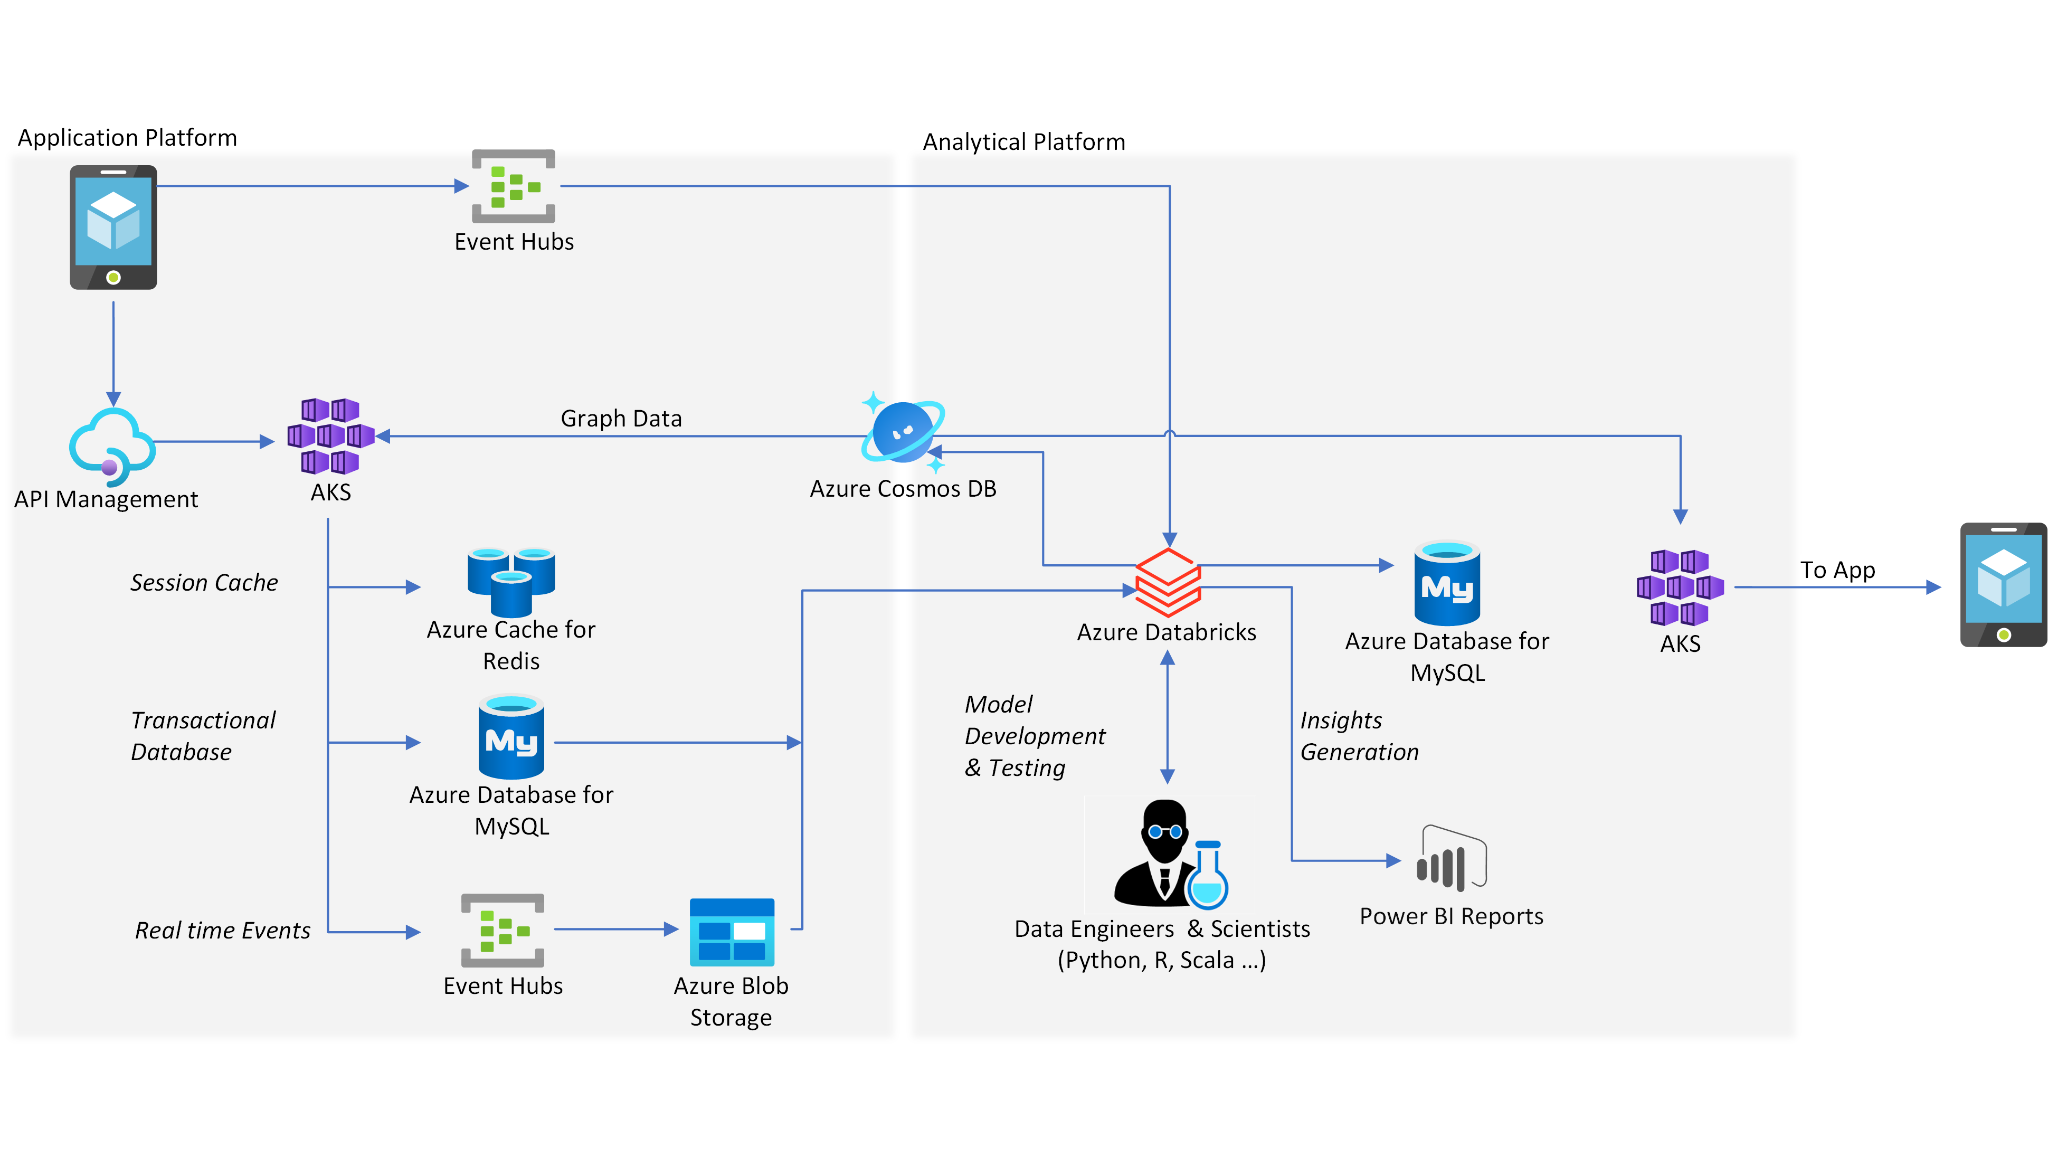 Application Platform
Analytical Platform
Event Hubs
Graph Data
API Management
AKS
Azure Cosmos DB
Session Cache
Azure Cache for
Redis
Transactional
Database
My
Azure Database for
MySQL
Real time Events
Event Hubs
Azure Blob
Storage
Azure Databricks
My
Azure Database for
MySQL
AKS
To App
Model
Development
& Testing
Insights
Generation
Data Engineers  & Scientists
(Python, R, Scala ...)
Power BI Reports